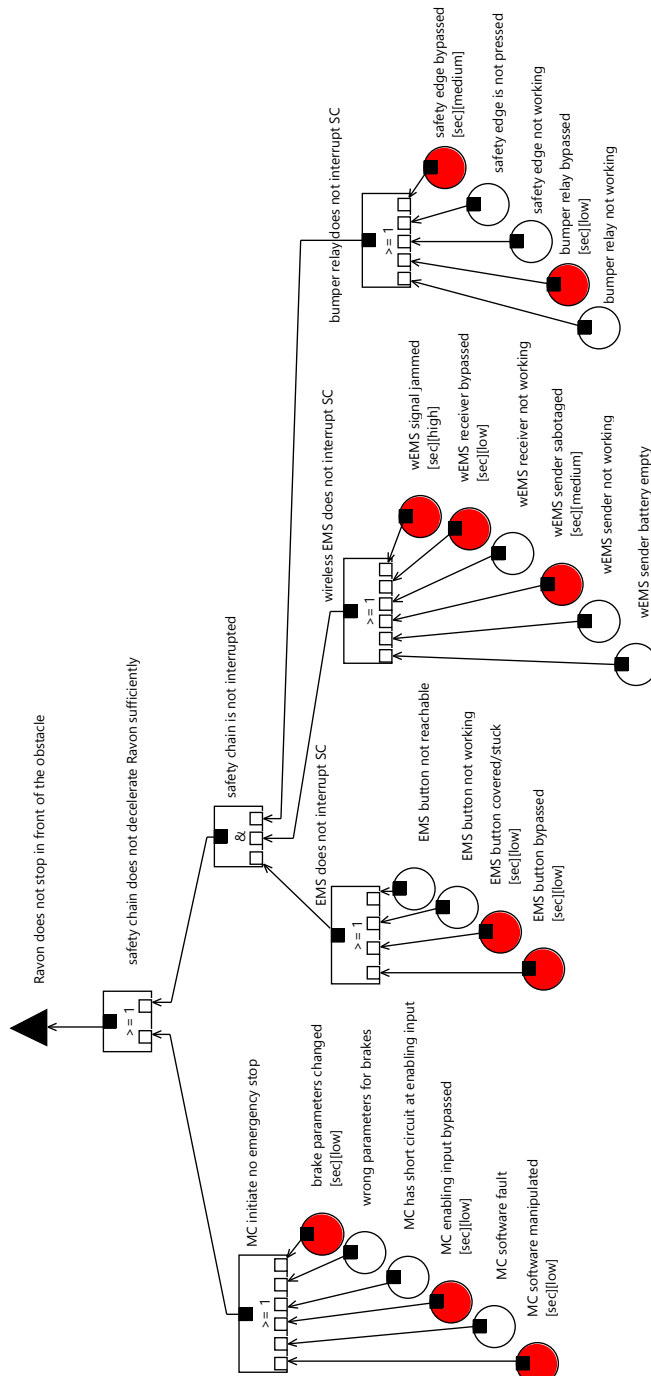 Ravon does not stop in front of the obstacle
safety chain does not decelerate Ravon sufficiently
>= 1
safety chain is not interrupted
&
MC initiate no emergency stop
>= 1
brake parameters changed
[sec][low]
wrong parameters for brakes
MC has short circuit at enabling input
MC enabling input bypassed
[sec][low]
MC software fault
MC software manipulated
[sec][low]
EMS does not interrupt SC
>= 1
EMS button not reachable
EMS button not working
EMS button covered/stuck
[sec][low]
EMS button bypassed
[sec][low]
wireless EMS does not interrupt SC
>= 1
wEMS signal jammed
[sec][high]
wEMS receiver bypassed
[sec][low]
wEMS receiver not working
wEMS sender sabotaged
[sec][medium]
wEMS sender not working
wEMS sender battery empty
bumper relay does not interrupt SC
>= 1
safety edge bypassed
[sec][medium]
safety edge is not pressed
safety edge not working
bumper relay bypassed
[sec][low]
bumper relay not working